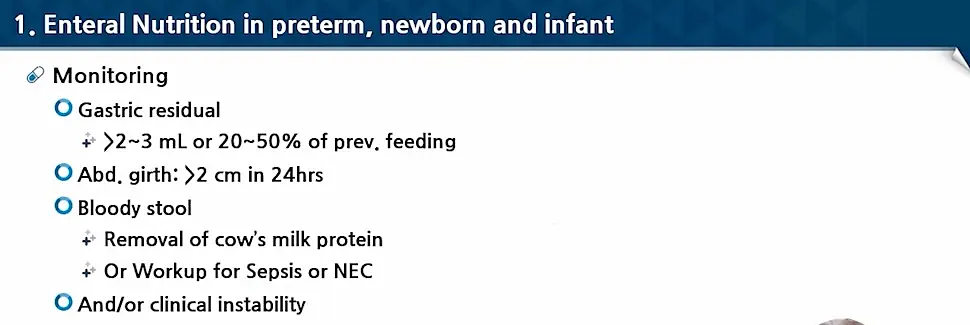 1. Enteral Nutrition in preterm, newborn and infant
Monitoring
Gastric residual
>2~3 mL or 20~50% of prev. feeding
Abd. girth: >2 cm in 24hrs
Bloody stool
Removal of cow's milk protein
Or Workup for Sepsis or NEC
And/or clinical instability